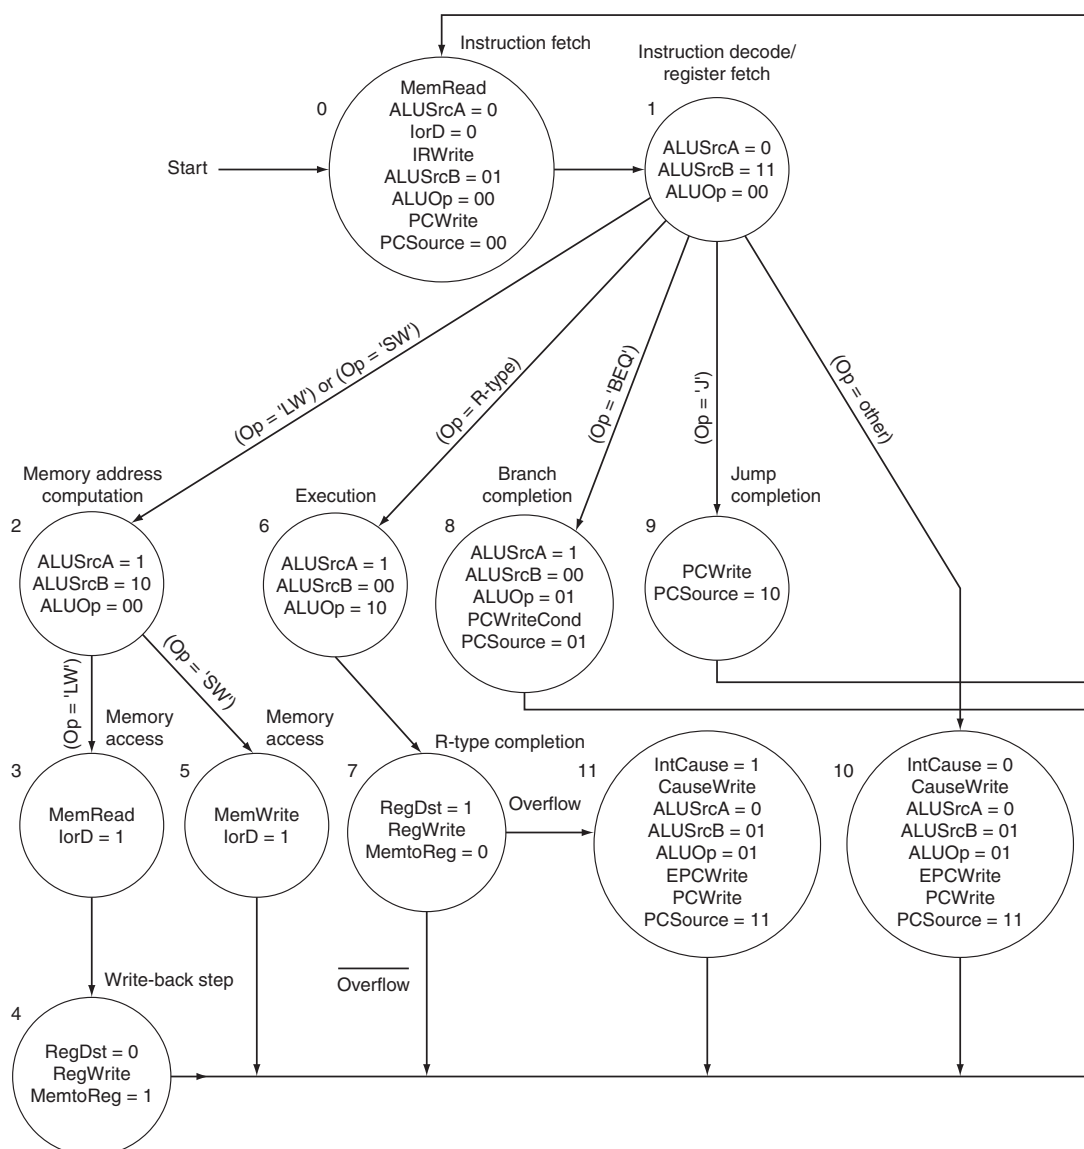 Instruction fetch
0
MemRead
ALUSrcA = 0
IorD = 0
IRWrite
ALUSrcB = 01
ALUOp = 00
PCWrite
PCSource = 00
Start
Instruction decode/
register fetch
1
ALUSrcA = 0
ALUSrcB = 11
ALUOp = 00
(Op = 'LW') or (Op = 'SW')
(Op = R-type)
(Op = 'BEQ')
(Op = 'J')
(Op = other)
Memory address
computation
2
ALUSrcA = 1
ALUSrcB = 10
ALUOp = 00
Execution
6
ALUSrcA = 1
ALUSrcB = 00
ALUOp = 10
Branch
completion
8
ALUSrcA = 1
ALUSrcB = 00
ALUOp = 01
PCWriteCond
PCSource = 01
Jump
completion
9
PCWrite
PCSource = 10
(Op = 'LW')
(Op = 'SW')
Memory
access
3
MemRead
IorD = 1
Memory
access
5
MemWrite
IorD = 1
R-type completion
7
RegDst = 1
RegWrite
MemtoReg = 0
Overflow
Overflow
11
IntCause = 1
CauseWrite
ALUSrcA = 0
ALUSrcB = 01
ALUOp = 01
EPCWrite
PCWrite
PCSource = 11
10
IntCause = 0
CauseWrite
ALUSrcA = 0
ALUSrcB = 01
ALUOp = 01
EPCWrite
PCWrite
PCSource = 11
Write-back step
4
RegDst = 0
RegWrite
MemtoReg = 1